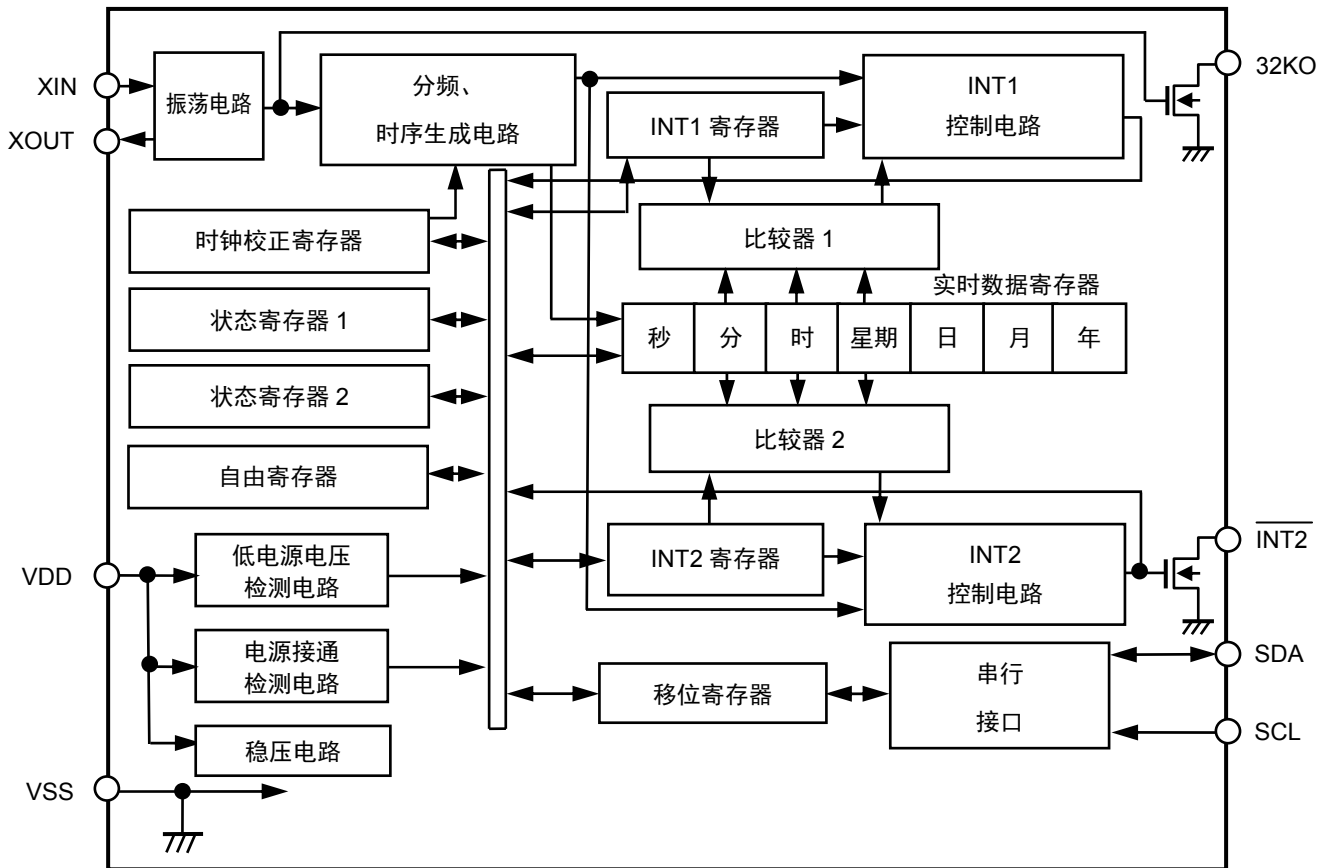 XIN
XOUT
振荡电路
分频、
时序生成电路
INT1 寄存器
INT1
控制电路
32KO
时钟校正寄存器
比较器 1
实时数据寄存器
状态寄存器 1
秒 分 时 星期 日 月 年
状态寄存器 2
比较器 2
自由寄存器
VDD
低电源电压
检测电路
INT2 寄存器
INT2
控制电路
INT2
电源接通
检测电路
移位寄存器
串行
接口
SDA
SCL
稳压电路
VSS